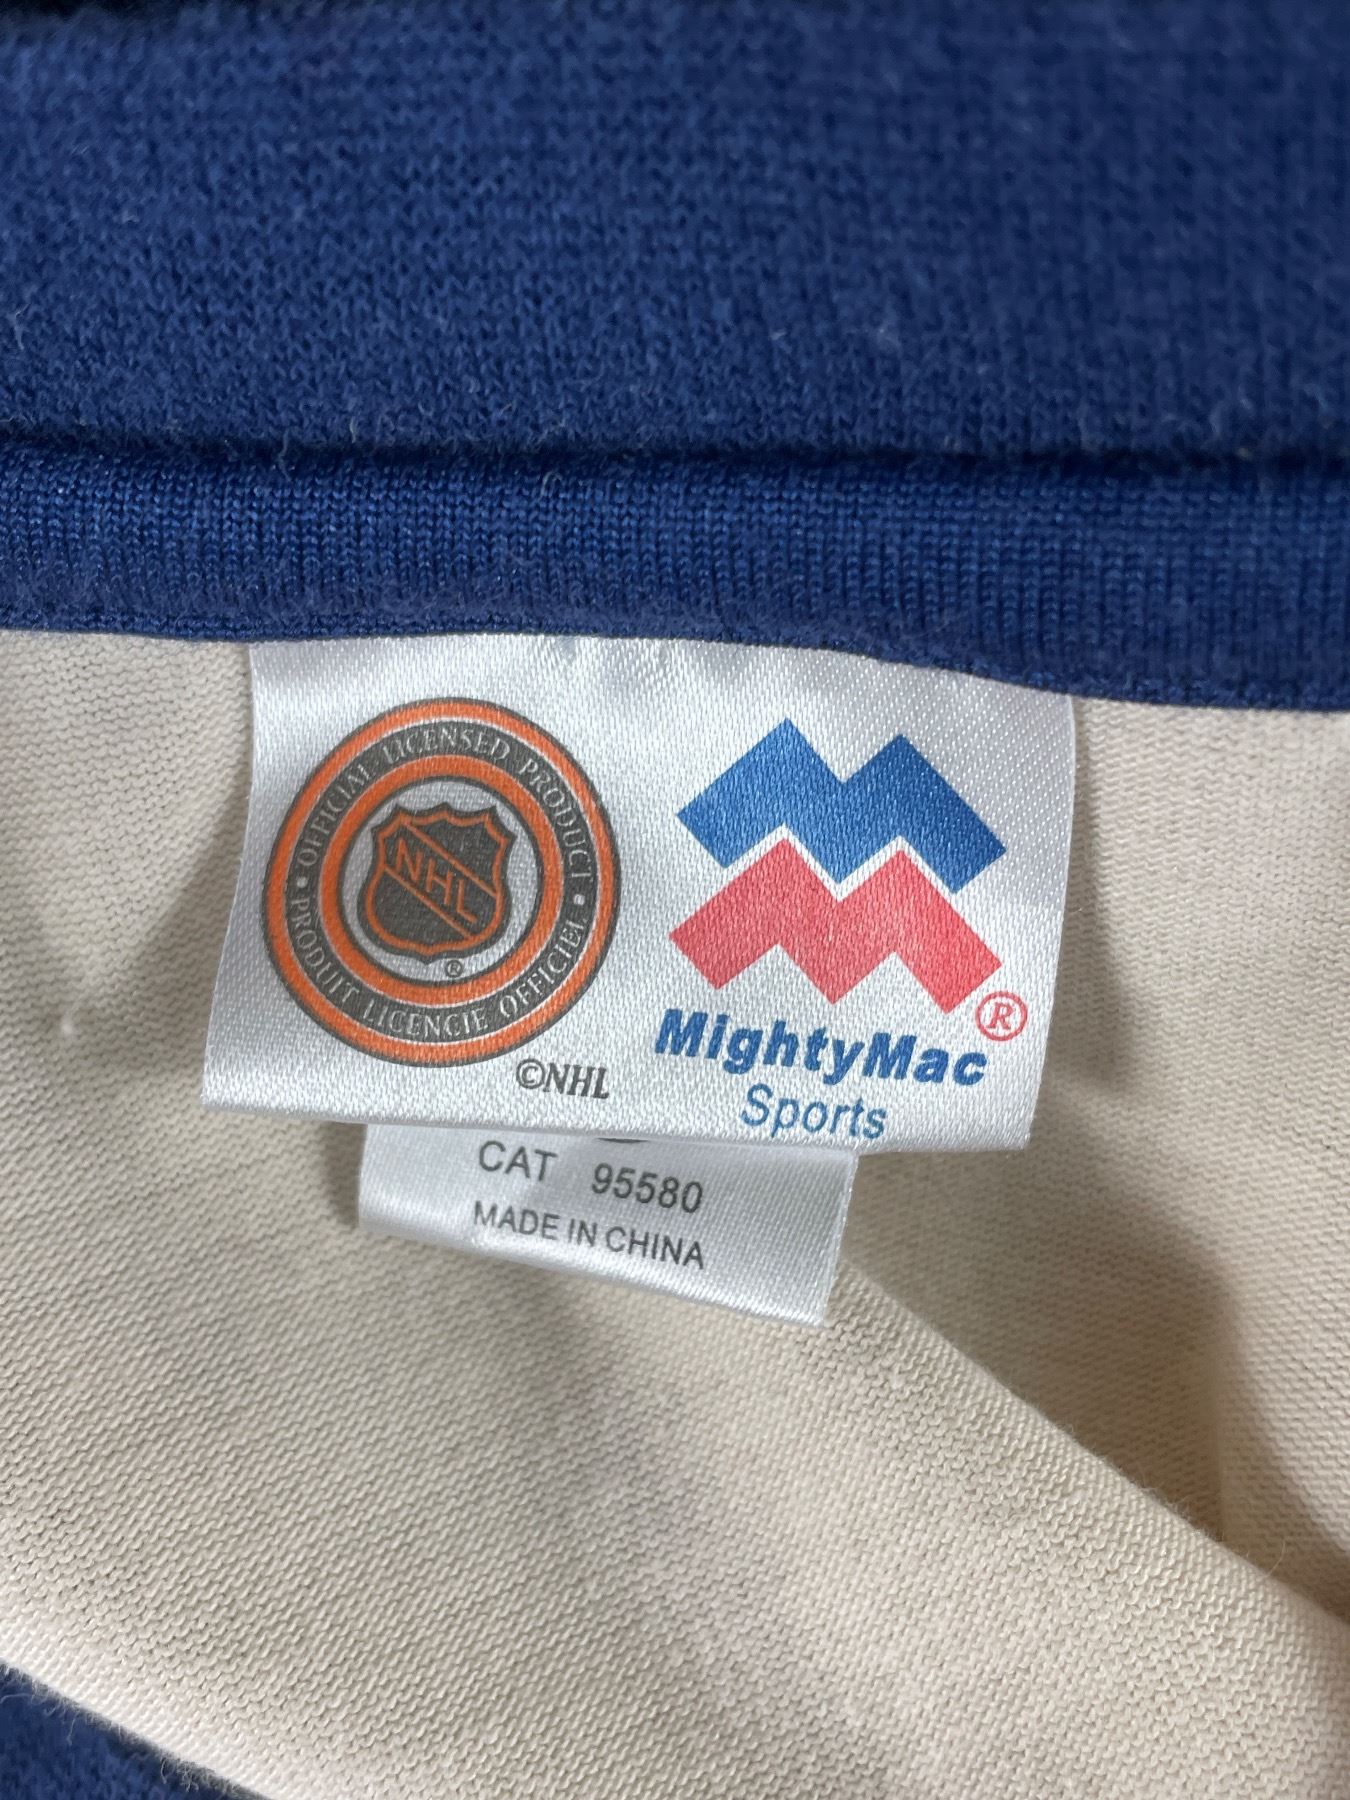 OFFICIAL LICENSED PRODUCT
NHL
®
• PRODUIT LICENCIE OFFICIEL •
©NHL
®
MightyMac
Sports
CAT 95580
MADE IN CHINA